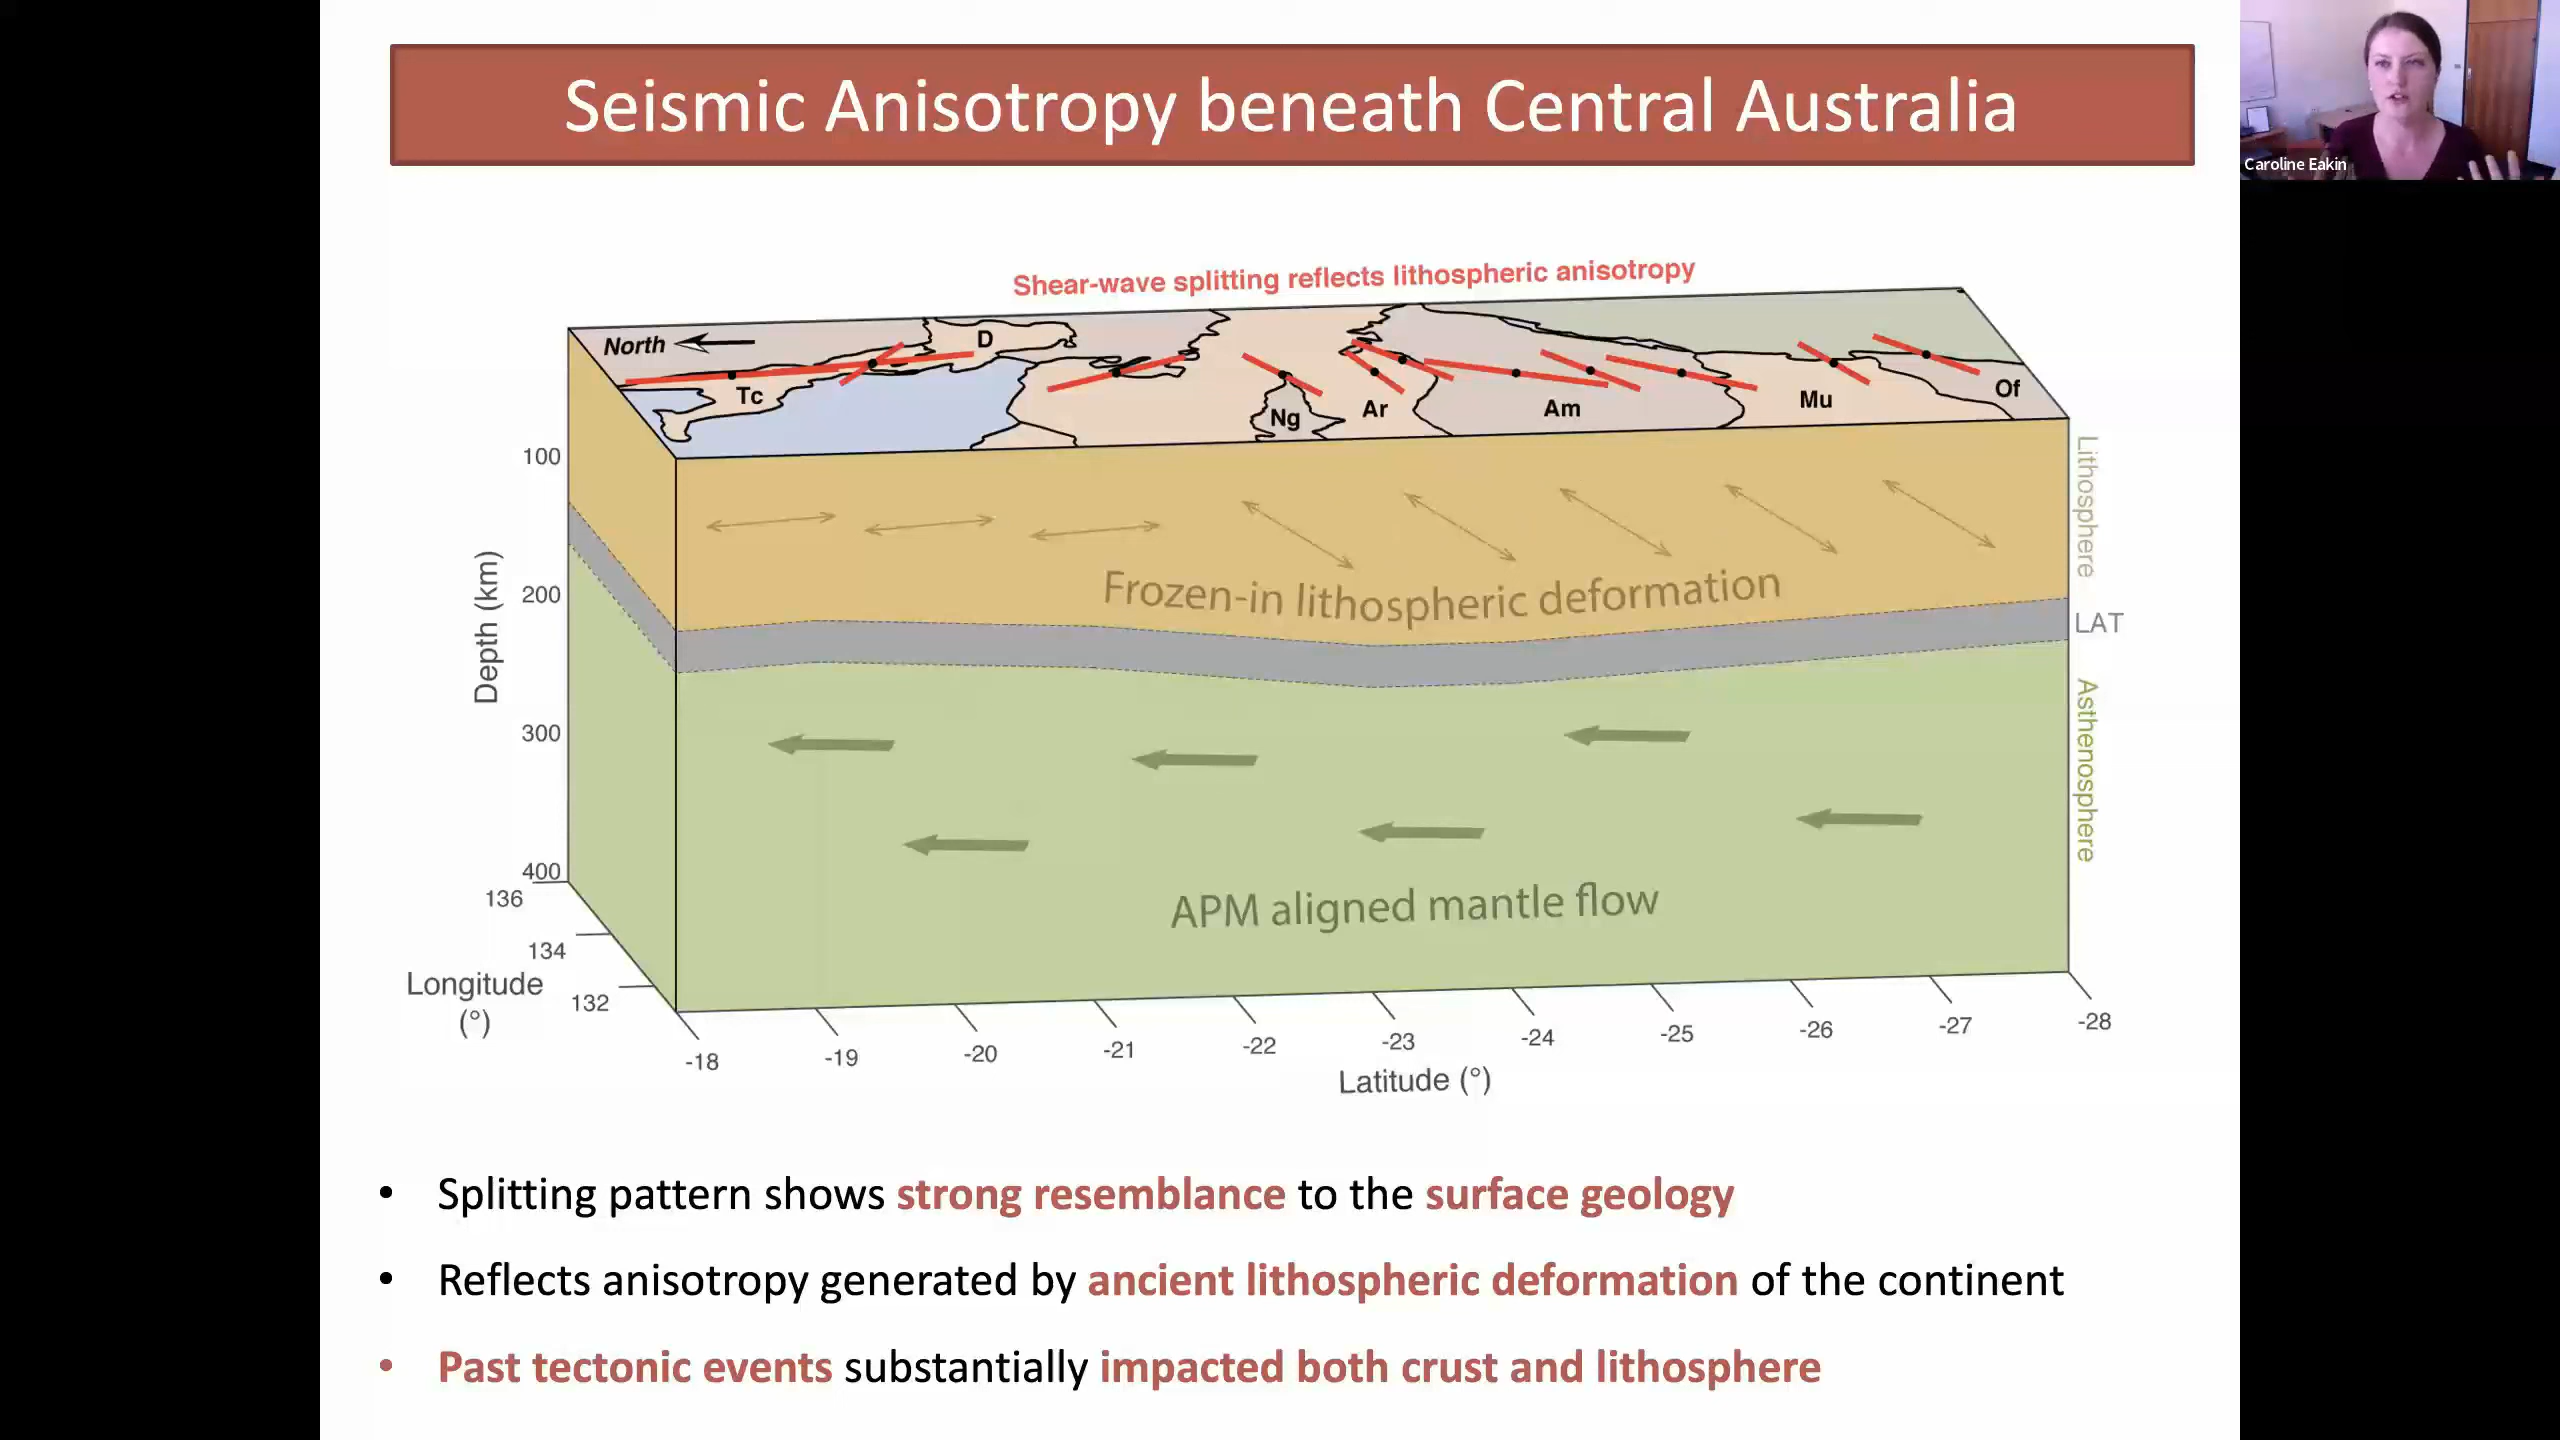 Seismic Anisotropy beneath Central Australia
Caroline Eakin
Shear-wave splitting reflects lithospheric anisotropy
North
D
Tc
Ng
Ar
Am
Mu
Of
100
200
300
400
Depth (km)
Lithosphere
LAT
Asthenosphere
Frozen-in lithospheric deformation
APM aligned mantle flow
136
134
132
Longitude
(°)
-18
-19
-20
-21
-22
-23
-24
-25
-26
-27
-28
Latitude (°)
• Splitting pattern shows strong resemblance to the surface geology
• Reflects anisotropy generated by ancient lithospheric deformation of the continent
• Past tectonic events substantially impacted both crust and lithosphere